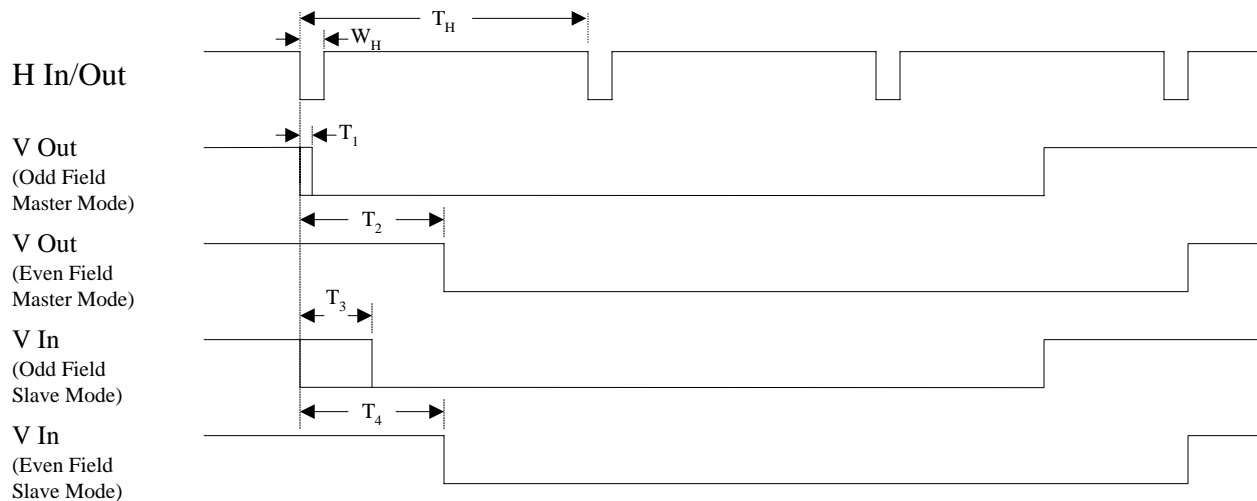 T_H
W_H
H In/Out
V Out
(Odd Field
Master Mode)
T_1
T_2
V Out
(Even Field
Master Mode)
T_3
V In
(Odd Field
Slave Mode)
T_4
V In
(Even Field
Slave Mode)